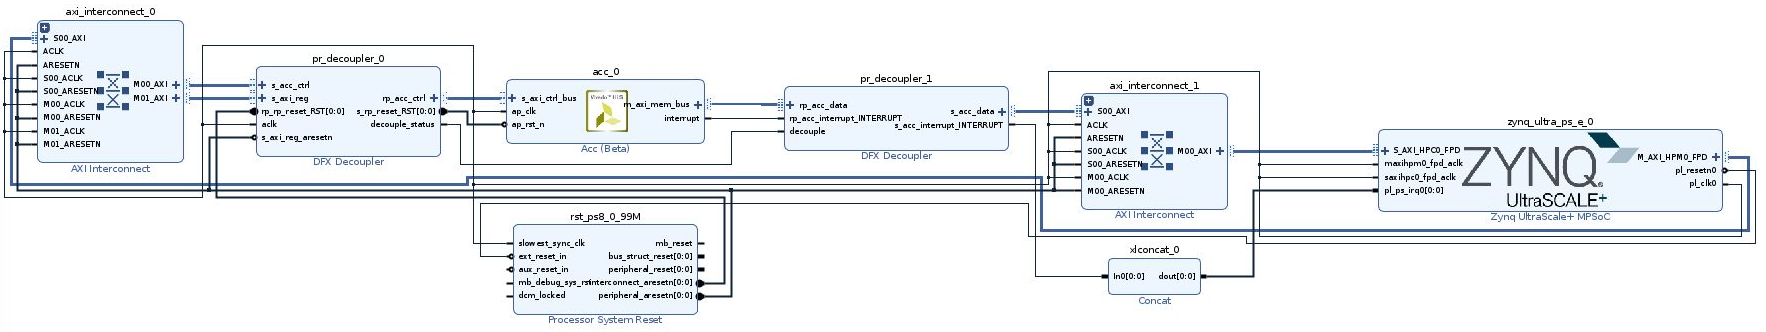 axi_interconnect_0
S00_AXI
ACLK
ARESETN
S00_ACLK
S00_ARESETN
M00_ACLK
M00_ARESETN
M01_ACLK
M01_ARESETN
M00_AXI
M01_AXI
AXI Interconnect
pr_decoupler_0
s_acc_ctrl
s_axi_reg
rp_rp_reset_RST[0:0]
aclk
s_axi_reg_aresetn
rp_acc_ctrl
s_rp_reset_RST[0:0]
decouple_status
DFX Decoupler
acc_0
s_axi_ctrl_bus
ap_clk
ap_rst_n
Vivado™ HLS
m_axi_mem_bus
interrupt
Acc (Beta)
pr_decoupler_1
rp_acc_data
rp_acc_interrupt_INTERRUPT
decouple
s_acc_data
s_acc_interrupt_INTERRUPT
DFX Decoupler
axi_interconnect_1
S00_AXI
ACLK
ARESETN
S00_ACLK
S00_ARESETN
M00_ACLK
M00_ARESETN
M00_AXI
AXI Interconnect
zynq_ultra_ps_e_0
S_AXI_HPC0_FPD
maxihpm0_fpd_aclk
saxihpc0_fpd_aclk
pl_ps_irq0[0:0]
ZYNQ
UltraSCALE+
M_AXI_HPM0_FPD
pl_resetn0
pl_clk0
Zynq UltraScale+ MPSoC
rst_ps8_0_99M
slowest_sync_clk
ext_reset_in
aux_reset_in
mb_debug_sys_rst
dcm_locked
mb_reset
bus_struct_reset[0:0]
peripheral_reset[0:0]
interconnect_aresetn[0:0]
peripheral_aresetn[0:0]
Processor System Reset
xlconcat_0
In0[0:0]
dout[0:0]
Concat